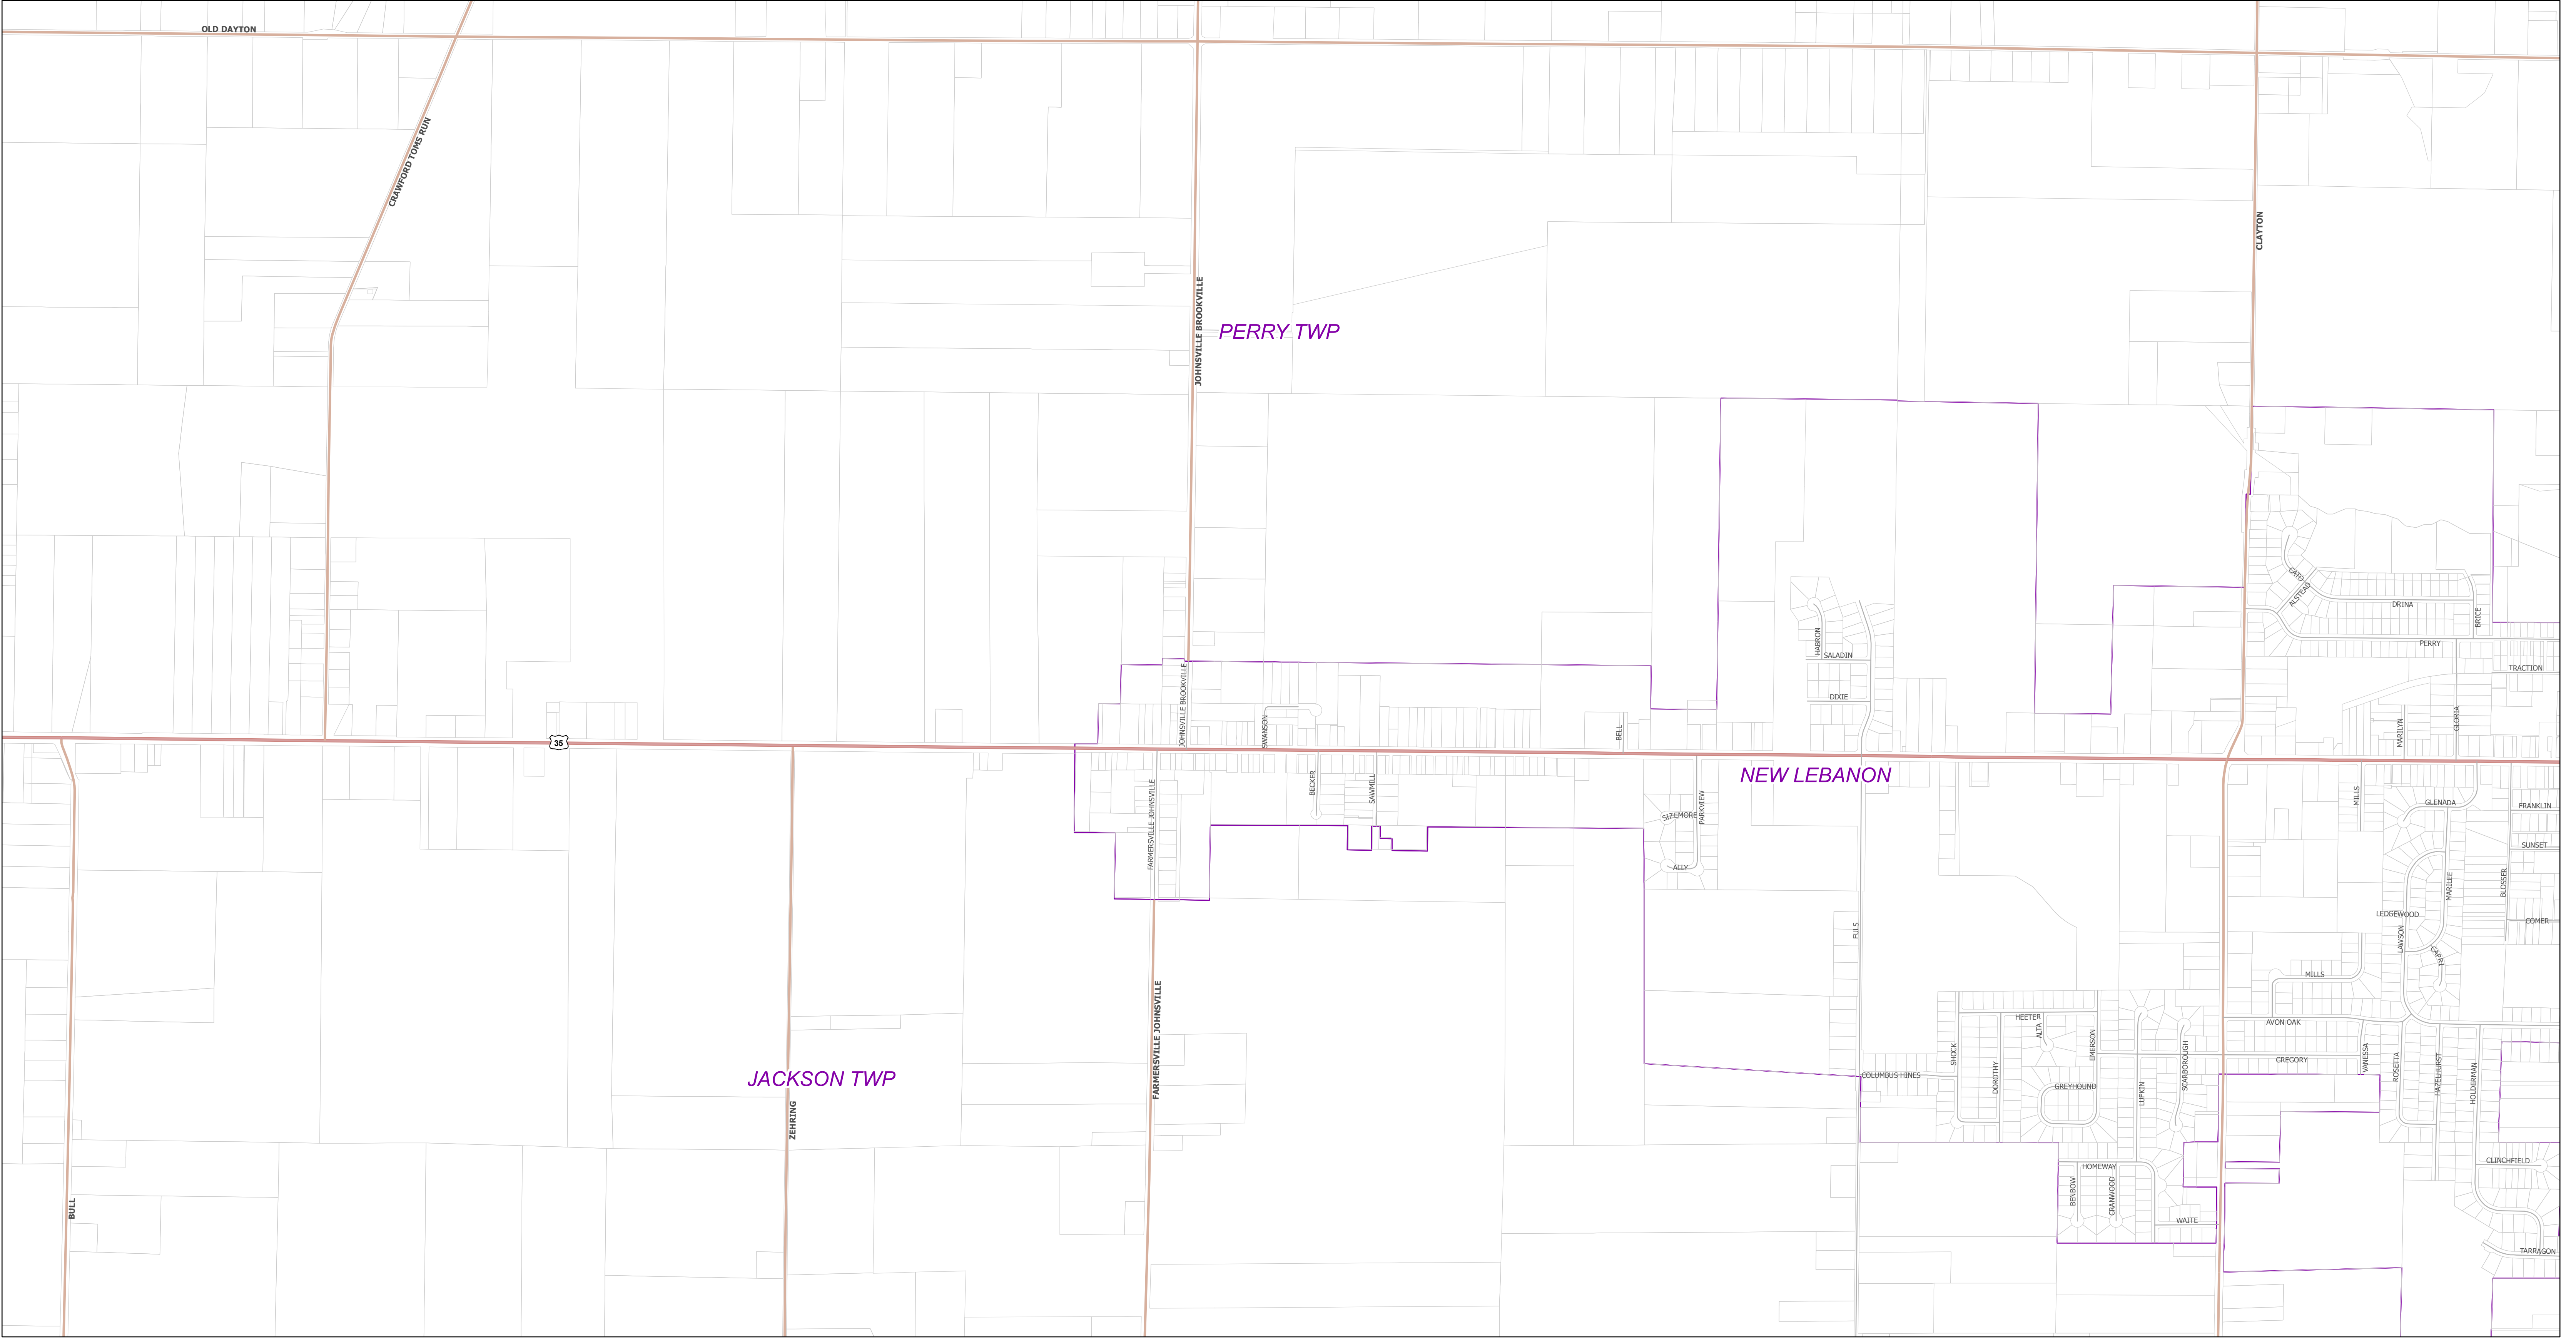 OLD DAYTON
CRAWFORD TOMS RUN
CLAYTON
JOHNSVILLE BROOKVILLE
PERRY TWP
CATO
ALSTEAD
DRINA
BRICE
HABRON
SALADIN
PERRY
TRACTION
DIXIE
JOHNSVILLE BROOKVILLE
SWANSON
BELL
MARILYN
GLORIA
35
NEW LEBANON
BECKER
SAWMILL
FARMERSVILLE JOHNSVILLE
SIZEMORE
PARKVIEW
ALLY
MILLS
GLENADA
FRANKLIN
SUNSET
MARILEE
BLOSSER
LEDGEWOOD
COMER
FULS
LAWSON
CAPRI
MILLS
HEETER
ALTA
AVON OAK
EMERSON
SHOCK
GREGORY
VANESSA
SCARBOROUGH
ROSETTA
HAZELHURST
HOLDERMAN
FARMERSVILLE JOHNSVILLE
JACKSON TWP
COLUMBUS HINES
DOROTHY
GREYHOUND
LUFKIN
ZEHRING
HOMEWAY
CLINCHFIELD
BENBOW
CRANWOOD
BULL
WAITE
TARRAGON